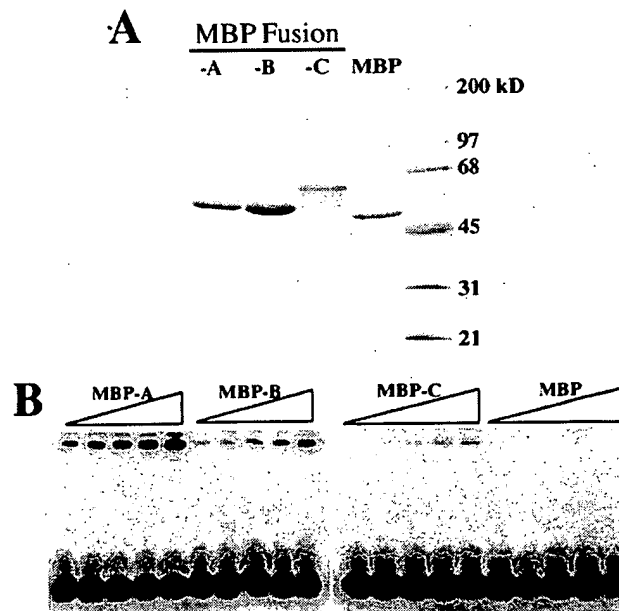 A
MBP Fusion
-A -B -C MBP
200 kD
97
68
45
31
21
B
MBP-A MBP-B MBP-C MBP